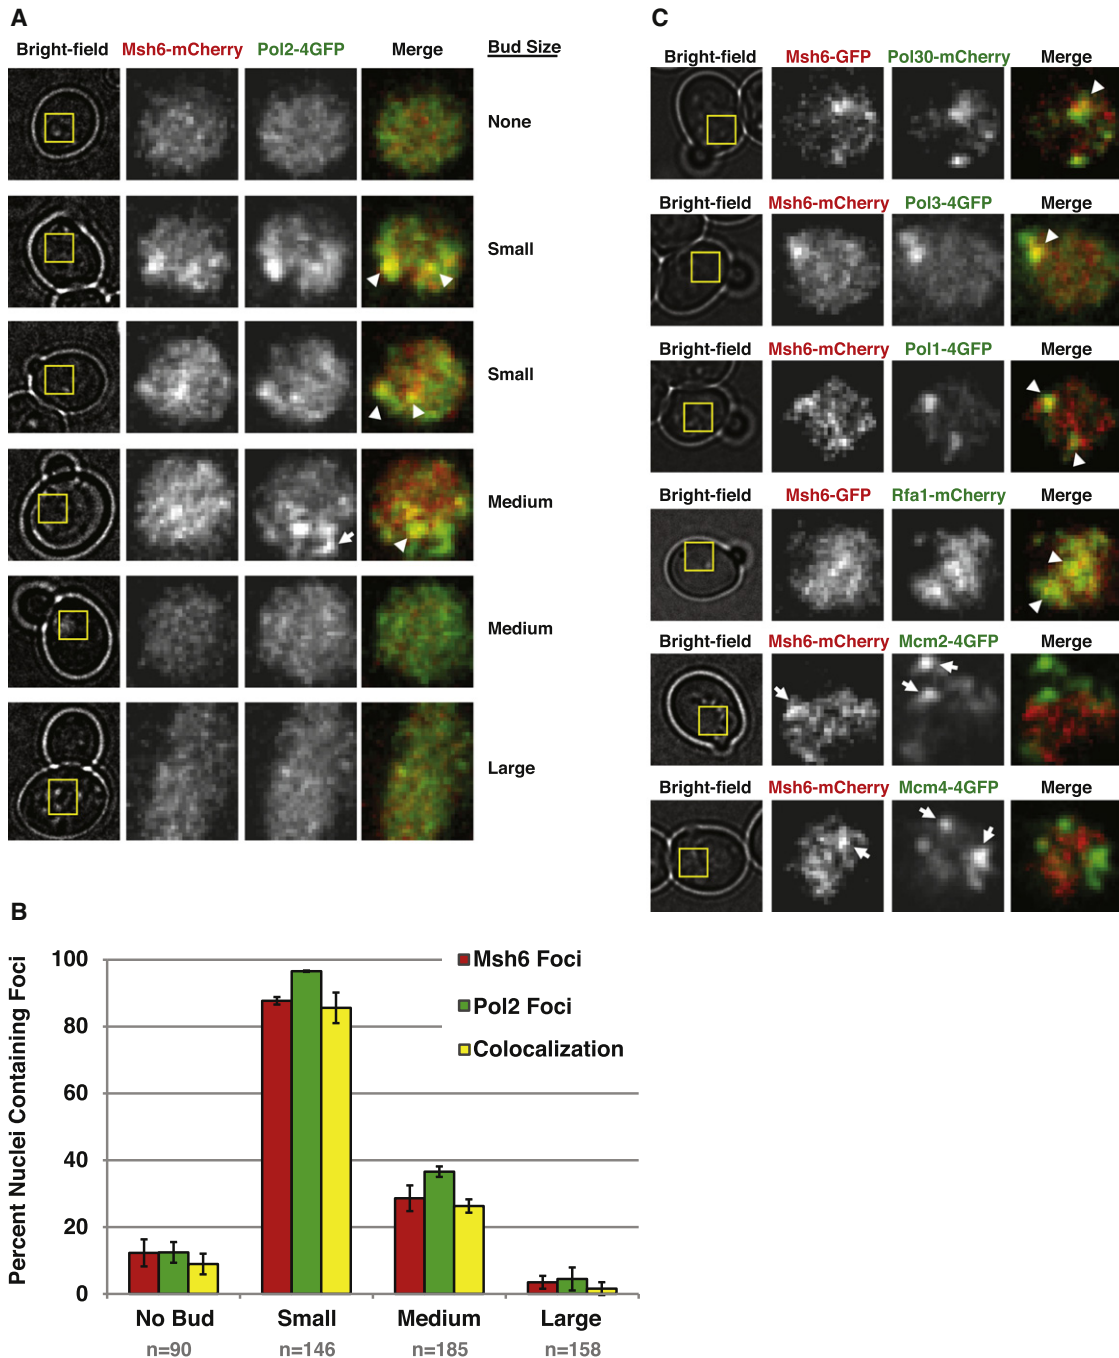 A
Bright-field Msh6-mCherry Pol2-4GFP Merge Bud Size
None
Small
Small
Medium
Medium
Large
B
100
80
60
40
20
0
Percent Nuclei Containing Foci
Msh6 Foci
Pol2 Foci
Colocalization
No Bud Small Medium Large
n=90 n=146 n=185 n=158
C
Bright-field Msh6-GFP Pol30-mCherry Merge
Bright-field Msh6-mCherry Pol3-4GFP Merge
Bright-field Msh6-mCherry Pol1-4GFP Merge
Bright-field Msh6-GFP Rfa1-mCherry Merge
Bright-field Msh6-mCherry Mcm2-4GFP Merge
Bright-field Msh6-mCherry Mcm4-4GFP Merge